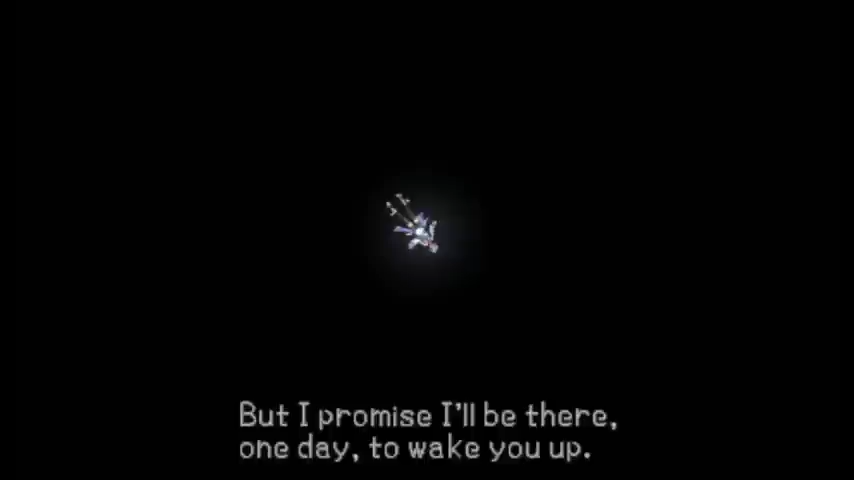 But I promise I'll be there,
one day, to wake you up.